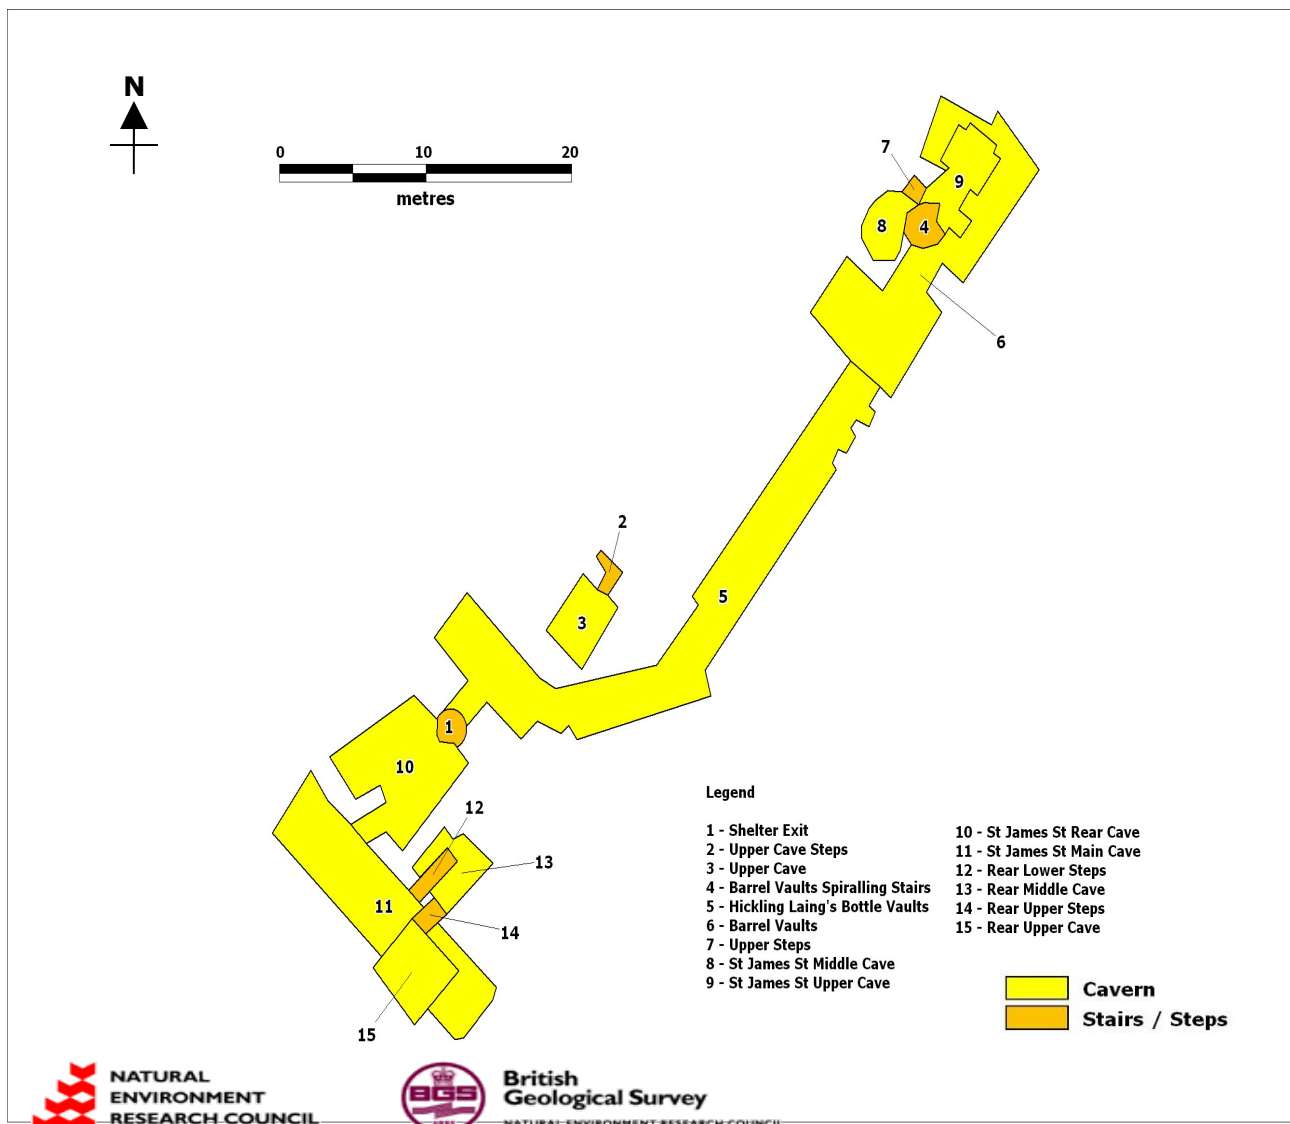 N
0 10 20
metres
7
9
8
4
6
2
5
3
1
10
12
13
11
14
15
Legend
1 - Shelter Exit
2 - Upper Cave Steps
3 - Upper Cave
4 - Barrel Vaults Spiralling Stairs
5 - Hickling Laing's Bottle Vaults
6 - Barrel Vaults
7 - Upper Steps
8 - St James St Middle Cave
9 - St James St Upper Cave
10 - St James St Rear Cave
11 - St James St Main Cave
12 - Rear Lower Steps
13 - Rear Middle Cave
14 - Rear Upper Steps
15 - Rear Upper Cave
Cavern
Stairs / Steps
NATURAL
ENVIRONMENT
RESEARCH COUNCIL
BGS
British
Geological Survey
NATURAL ENVIRONMENT RESEARCH COUNCIL